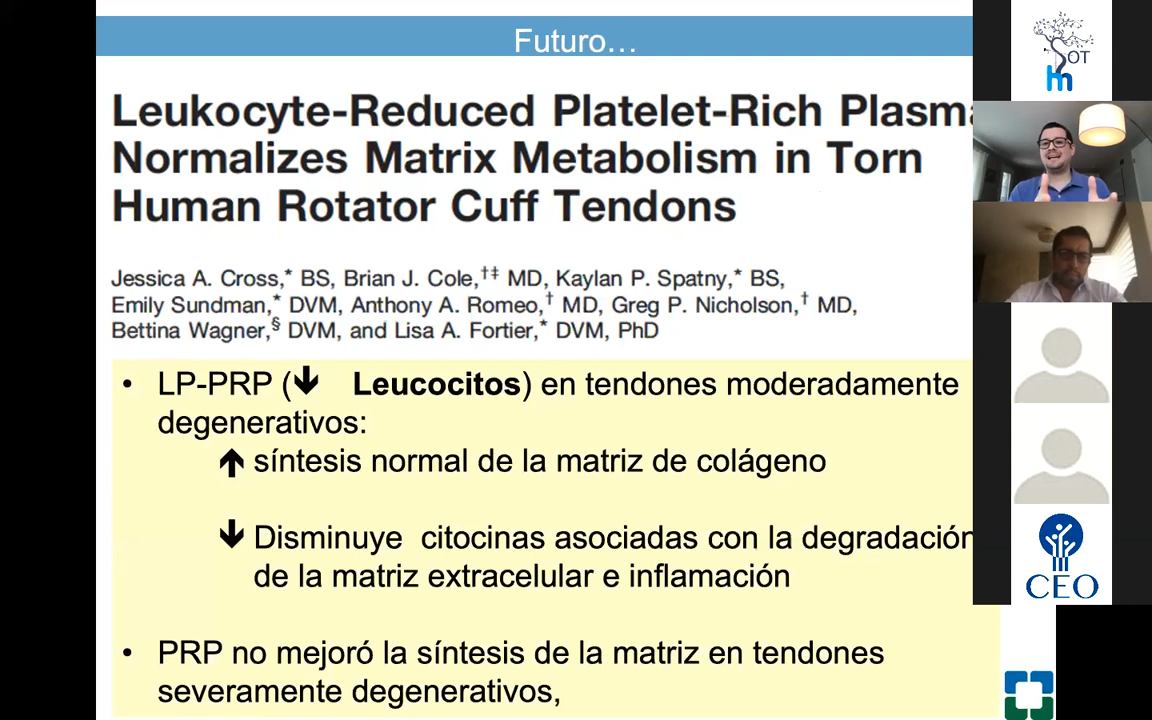 Futuro…
Leukocyte-Reduced Platelet-Rich Plasma
Normalizes Matrix Metabolism in Torn
Human Rotator Cuff Tendons
Jessica A. Cross,* BS, Brian J. Cole,†‡ MD, Kaylan P. Spatny,* BS,
Emily Sundman,* DVM, Anthony A. Romeo,† MD, Greg P. Nicholson,† MD,
Bettina Wagner,§ DVM, and Lisa A. Fortier,* DVM, PhD
• LP-PRP (🡻 Leucocitos) en tendones moderadamente
degenerativos:
🡹 síntesis normal de la matriz de colágeno
🡻 Disminuye citocinas asociadas con la degradación
de la matriz extracelular e inflamación
• PRP no mejoró la síntesis de la matriz en tendones
severamente degenerativos,
SOT
hm
CEO